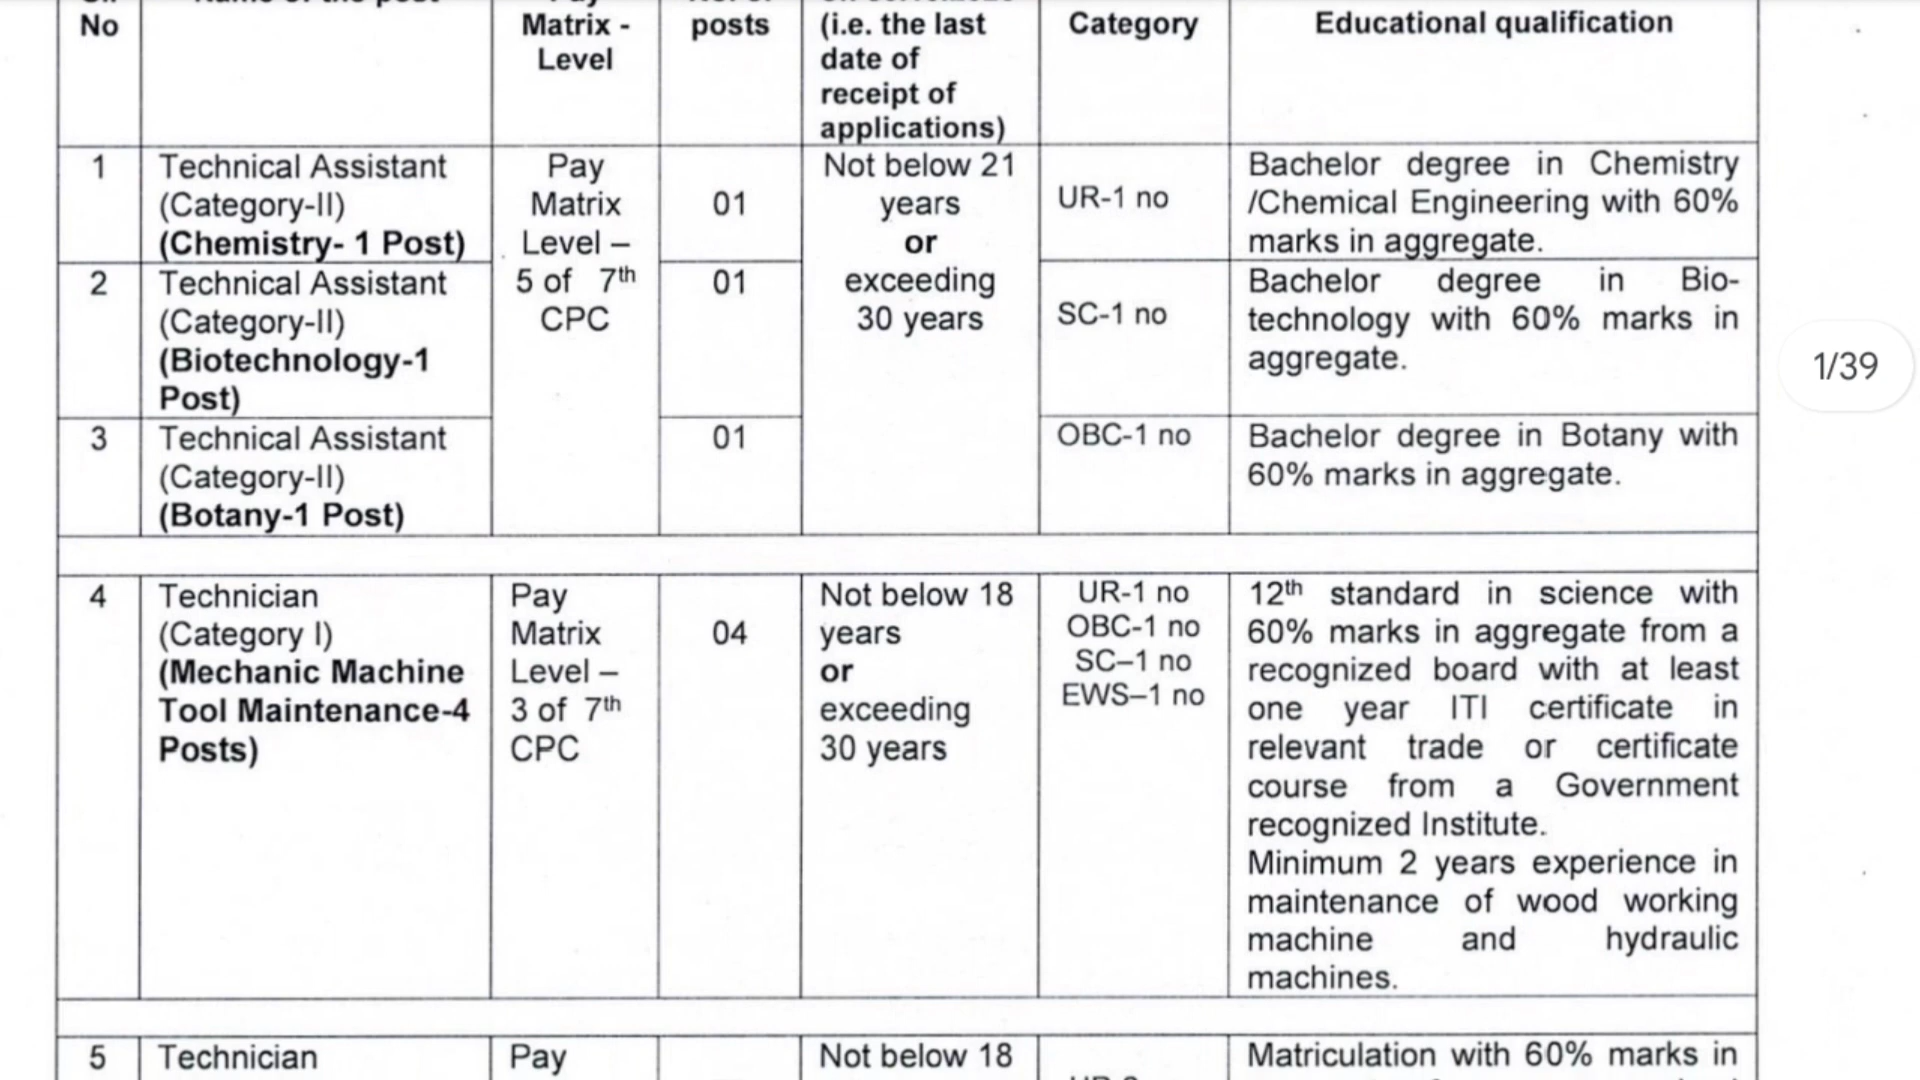 No
Matrix -
Level
posts
(i.e. the last
date of
receipt of
applications)
Category
Educational qualification
1
Technical Assistant
(Category-II)
(Chemistry- 1 Post)
Pay
Matrix
Level –
5 of 7th
CPC
01
Not below 21
years
or
exceeding
30 years
UR-1 no
Bachelor degree in Chemistry
/Chemical Engineering with 60%
marks in aggregate.
2
Technical Assistant
(Category-II)
(Biotechnology-1
Post)
01
SC-1 no
Bachelor degree in Bio-
technology with 60% marks in
aggregate.
3
Technical Assistant
(Category-II)
(Botany-1 Post)
01
OBC-1 no
Bachelor degree in Botany with
60% marks in aggregate.
4
Technician
(Category I)
(Mechanic Machine
Tool Maintenance-4
Posts)
Pay
Matrix
Level –
3 of 7th
CPC
04
Not below 18
years
or
exceeding
30 years
UR-1 no
OBC-1 no
SC–1 no
EWS–1 no
12th standard in science with
60% marks in aggregate from a
recognized board with at least
one year ITI certificate in
relevant trade or certificate
course from a Government
recognized Institute.
Minimum 2 years experience in
maintenance of wood working
machine and hydraulic
machines.
5
Technician
Pay
Not below 18
Matriculation with 60% marks in
1/39